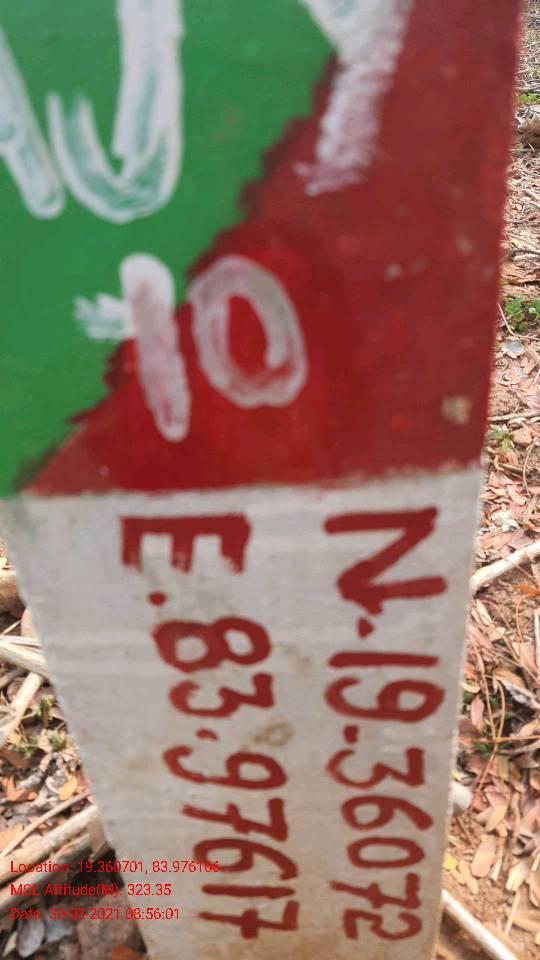 10
N.19.36072
E.83.97617
Location: 19.360701, 83.976166
MSL Altitude(M): 323.35
Date: 30-03-2021 08:56:01